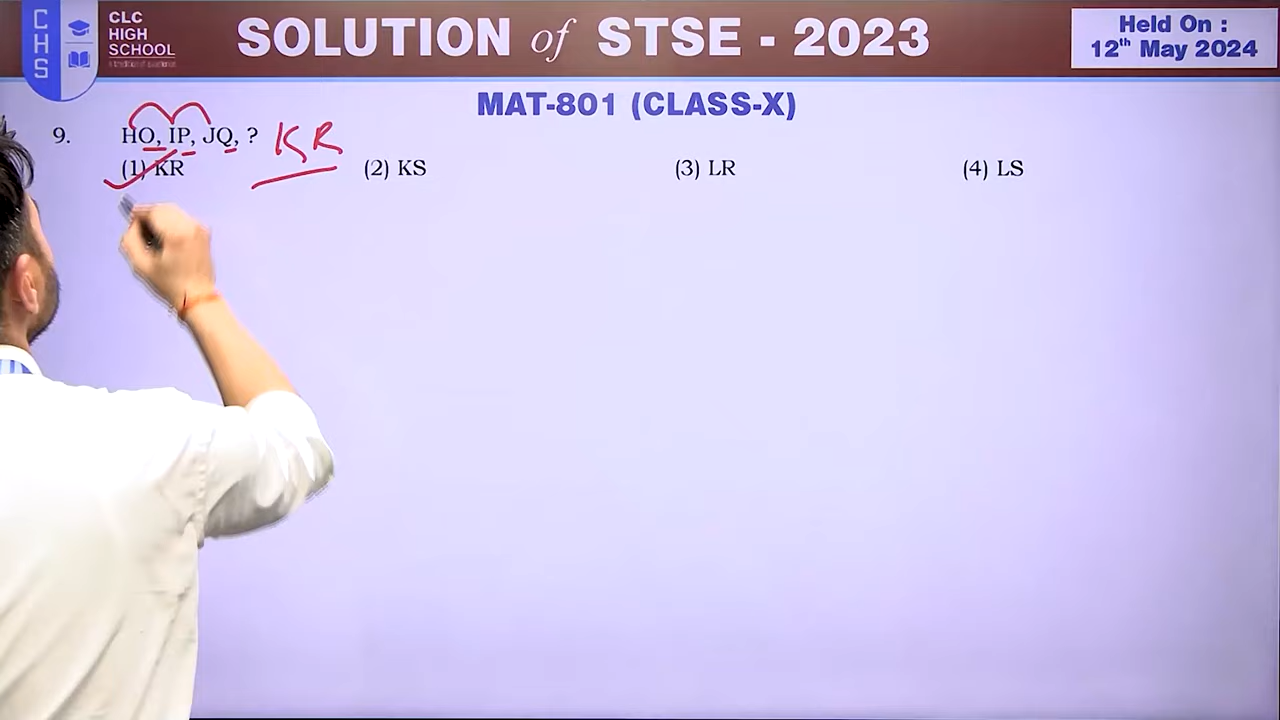 CHS
CLC
HIGH
SCHOOL
SOLUTION of STSE - 2023
Held On :
12th May 2024
MAT-801 (CLASS-X)
9. HO, IP, JQ, ? KR
(1) KR (2) KS (3) LR (4) LS